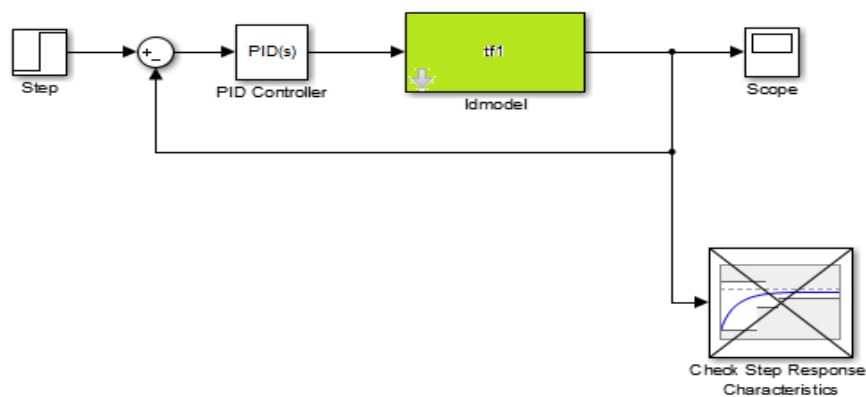 Step
+
−
PID(s)
PID Controller
tf1
Idmodel
Scope
Check Step Response
Characteristics